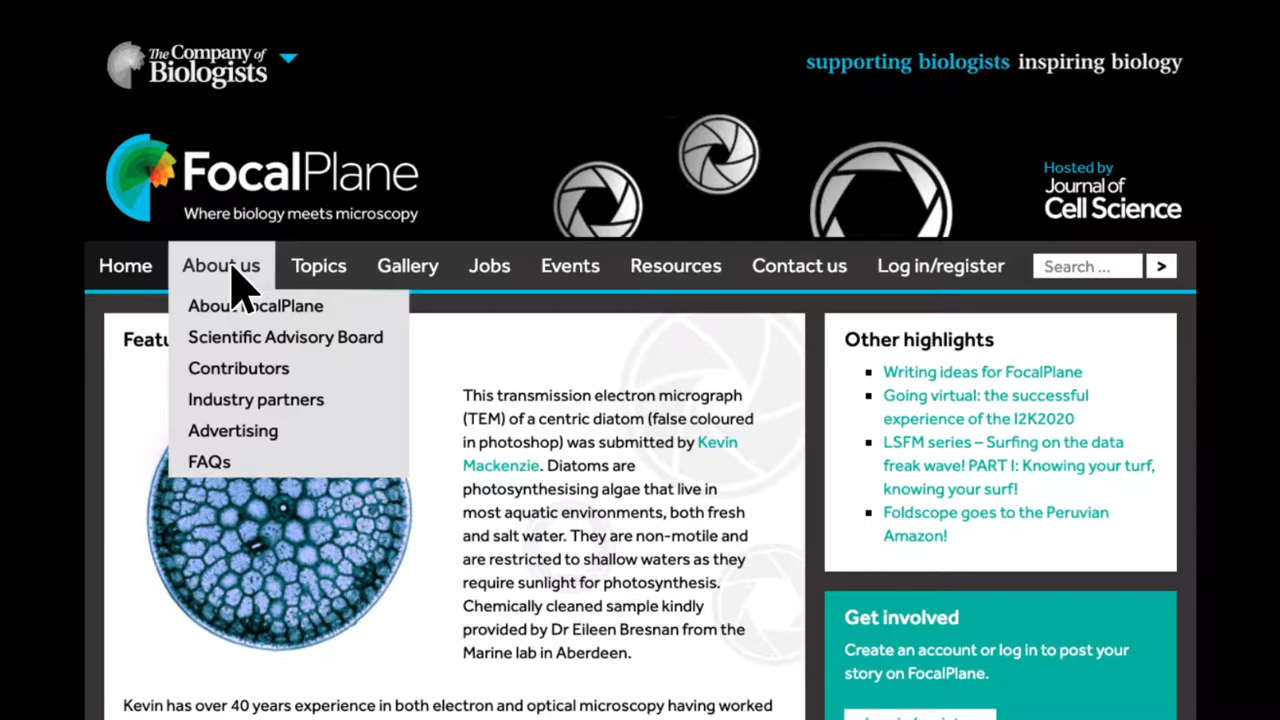 The Company of
Biologists
supporting biologists inspiring biology
FocalPlane
Where biology meets microscopy
Hosted by
Journal of
Cell Science
Home About us Topics Gallery Jobs Events Resources Contact us Log in/register Search ... >
About FocalPlane
Scientific Advisory Board
Contributors
Industry partners
Advertising
FAQs
This transmission electron micrograph
(TEM) of a centric diatom (false coloured
in photoshop) was submitted by Kevin
Mackenzie. Diatoms are
photosynthesising algae that live in
most aquatic environments, both fresh
and salt water. They are non-motile and
are restricted to shallow waters as they
require sunlight for photosynthesis.
Chemically cleaned sample kindly
provided by Dr Eileen Bresnan from the
Marine lab in Aberdeen.
Kevin has over 40 years experience in both electron and optical microscopy having worked
Other highlights
Writing ideas for FocalPlane
Going virtual: the successful
experience of the I2K2020
LSFM series – Surfing on the data
freak wave! PART I: Knowing your turf,
knowing your surf!
Foldscope goes to the Peruvian
Amazon!
Get involved
Create an account or log in to post your
story on FocalPlane.